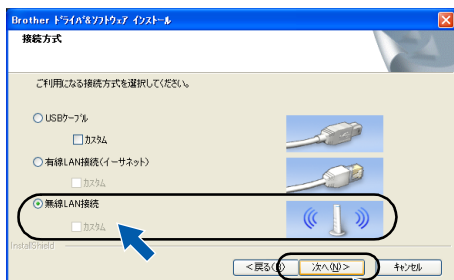 Brother ドライバ&ソフトウェア インストール
接続方式
ご利用になる接続方式を選択してください。
USBケーブル
カスタム
有線LAN接続(イーサネット)
カスタム
無線LAN接続
カスタム
InstallShield
<戻る(B) 次へ(N)> キャンセル